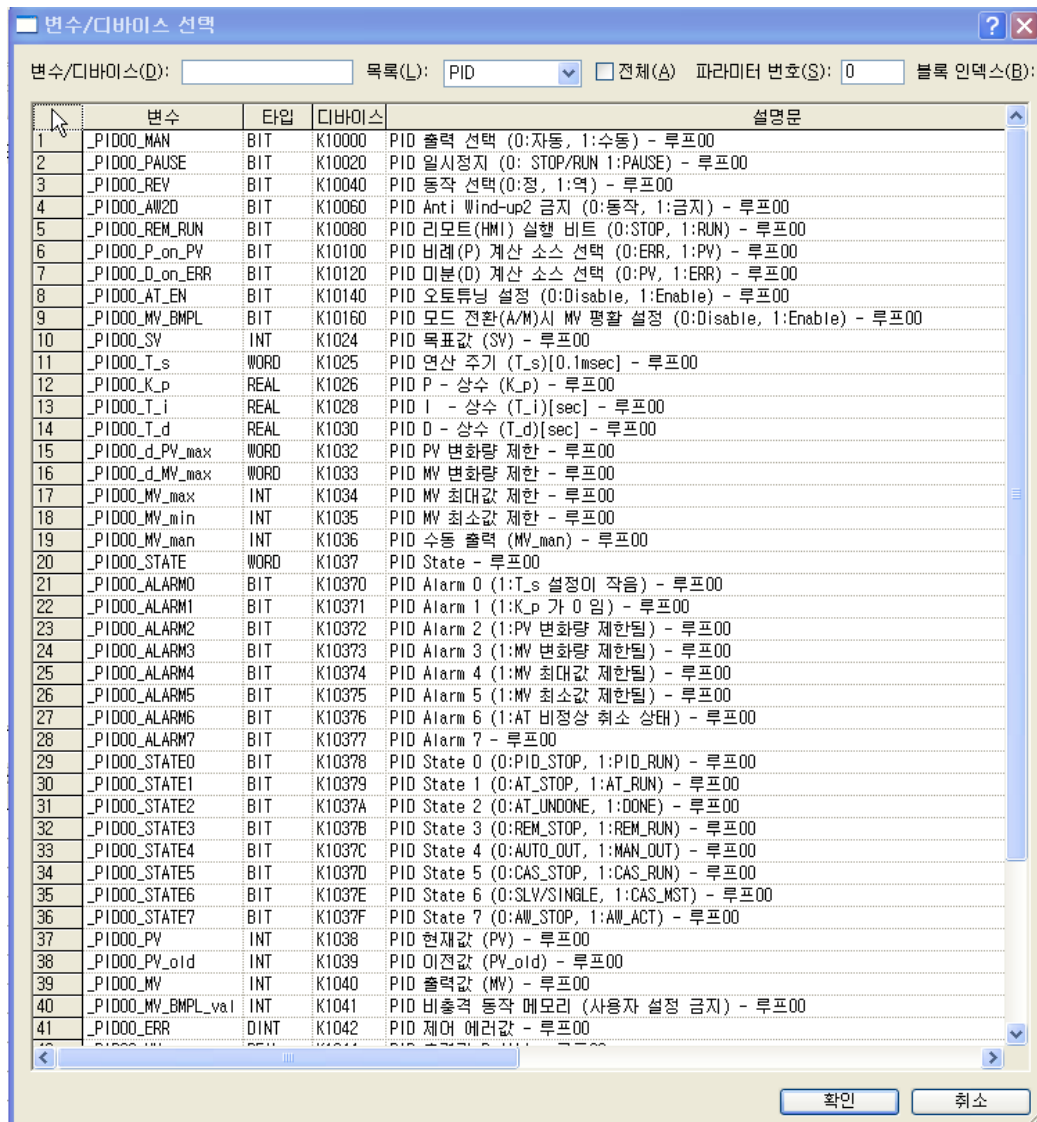 변수/디바이스 선택
변수/디바이스(D): 목록(L): PID 전체(A) 파라미터 번호(S): 0 블록 인덱스(B):
변수 타입 디바이스 설명문
1 _PID00_MAN BIT K10000 PID 출력 선택 (0:자동, 1:수동) - 루프00
2 _PID00_PAUSE BIT K10020 PID 일시정지 (0: STOP/RUN 1:PAUSE) - 루프00
3 _PID00_REV BIT K10040 PID 동작 선택(0:정, 1:역) - 루프00
4 _PID00_AW2D BIT K10060 PID Anti Wind-up2 금지 (0:동작, 1:금지) - 루프00
5 _PID00_REM_RUN BIT K10080 PID 리모트(HMI) 실행 비트 (0:STOP, 1:RUN) - 루프00
6 _PID00_P_on_PV BIT K10100 PID 비례(P) 계산 소스 선택 (0:ERR, 1:PV) - 루프00
7 _PID00_D_on_ERR BIT K10120 PID 미분(D) 계산 소스 선택 (0:PV, 1:ERR) - 루프00
8 _PID00_AT_EN BIT K10140 PID 오토튜닝 설정 (0:Disable, 1:Enable) - 루프00
9 _PID00_MV_BMPL BIT K10160 PID 모드 전환(A/M)시 MV 평활 설정 (0:Disable, 1:Enable) - 루프00
10 _PID00_SV INT K1024 PID 목표값 (SV) - 루프00
11 _PID00_T_s WORD K1025 PID 연산 주기 (T_s)[0.1msec] - 루프00
12 _PID00_K_p REAL K1026 PID P - 상수 (K_p) - 루프00
13 _PID00_T_i REAL K1028 PID I - 상수 (T_i)[sec] - 루프00
14 _PID00_T_d REAL K1030 PID D - 상수 (T_d)[sec] - 루프00
15 _PID00_d_PV_max WORD K1032 PID PV 변화량 제한 - 루프00
16 _PID00_d_MV_max WORD K1033 PID MV 변화량 제한 - 루프00
17 _PID00_MV_max INT K1034 PID MV 최대값 제한 - 루프00
18 _PID00_MV_min INT K1035 PID MV 최소값 제한 - 루프00
19 _PID00_MV_man INT K1036 PID 수동 출력 (MV_man) - 루프00
20 _PID00_STATE WORD K1037 PID State - 루프00
21 _PID00_ALARM0 BIT K10370 PID Alarm 0 (1:T_s 설정이 작음) - 루프00
22 _PID00_ALARM1 BIT K10371 PID Alarm 1 (1:K_p 가 0 임) - 루프00
23 _PID00_ALARM2 BIT K10372 PID Alarm 2 (1:PV 변화량 제한됨) - 루프00
24 _PID00_ALARM3 BIT K10373 PID Alarm 3 (1:MV 변화량 제한됨) - 루프00
25 _PID00_ALARM4 BIT K10374 PID Alarm 4 (1:MV 최대값 제한됨) - 루프00
26 _PID00_ALARM5 BIT K10375 PID Alarm 5 (1:MV 최소값 제한됨) - 루프00
27 _PID00_ALARM6 BIT K10376 PID Alarm 6 (1:AT 비정상 취소 상태) - 루프00
28 _PID00_ALARM7 BIT K10377 PID Alarm 7 - 루프00
29 _PID00_STATE0 BIT K10378 PID State 0 (0:PID_STOP, 1:PID_RUN) - 루프00
30 _PID00_STATE1 BIT K10379 PID State 1 (0:AT_STOP, 1:AT_RUN) - 루프00
31 _PID00_STATE2 BIT K1037A PID State 2 (0:AT_UNDONE, 1:DONE) - 루프00
32 _PID00_STATE3 BIT K1037B PID State 3 (0:REM_STOP, 1:REM_RUN) - 루프00
33 _PID00_STATE4 BIT K1037C PID State 4 (0:AUTO_OUT, 1:MAN_OUT) - 루프00
34 _PID00_STATE5 BIT K1037D PID State 5 (0:CAS_STOP, 1:CAS_RUN) - 루프00
35 _PID00_STATE6 BIT K1037E PID State 6 (0:SLV/SINGLE, 1:CAS_MST) - 루프00
36 _PID00_STATE7 BIT K1037F PID State 7 (0:AW_STOP, 1:AW_ACT) - 루프00
37 _PID00_PV INT K1038 PID 현재값 (PV) - 루프00
38 _PID00_PV_old INT K1039 PID 이전값 (PV_old) - 루프00
39 _PID00_MV INT K1040 PID 출력값 (MV) - 루프00
40 _PID00_MV_BMPL_val INT K1041 PID 비충격 동작 메모리 (사용자 설정 금지) - 루프00
41 _PID00_ERR DINT K1042 PID 제어 에러값 - 루프00
확인 취소